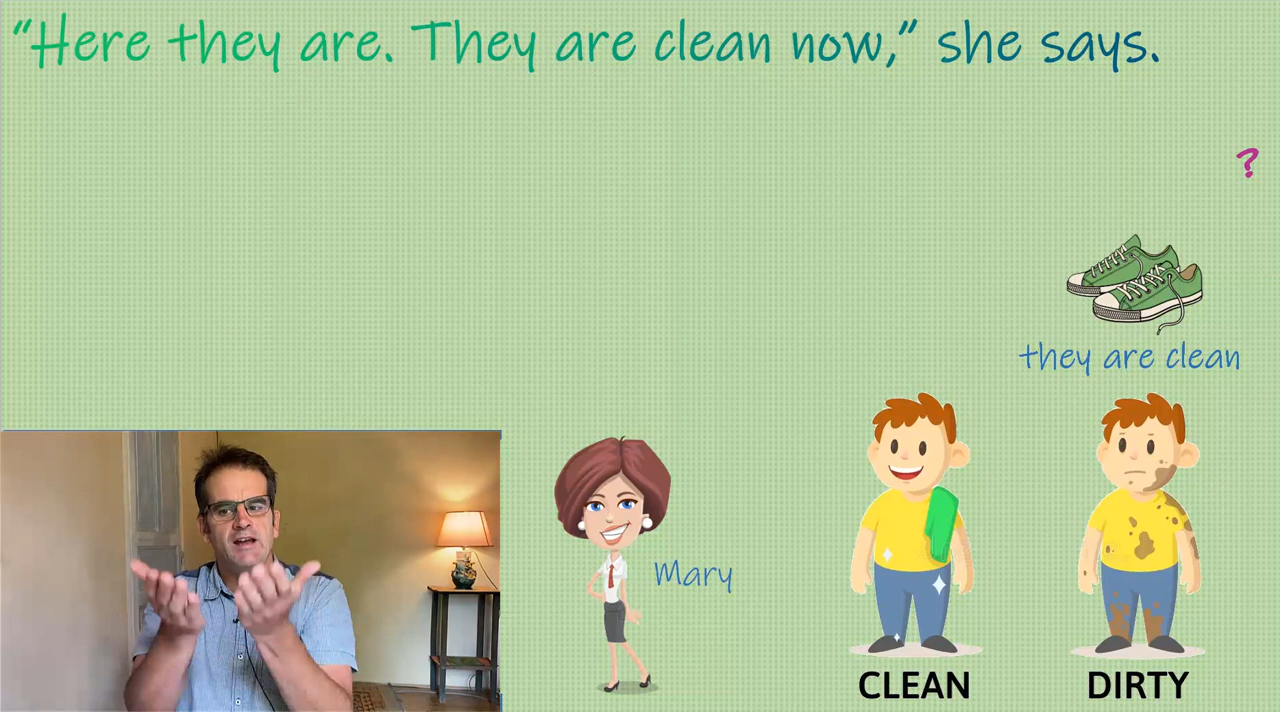 “Here they are. They are clean now,” she says.
?
they are clean
Mary
CLEAN
DIRTY